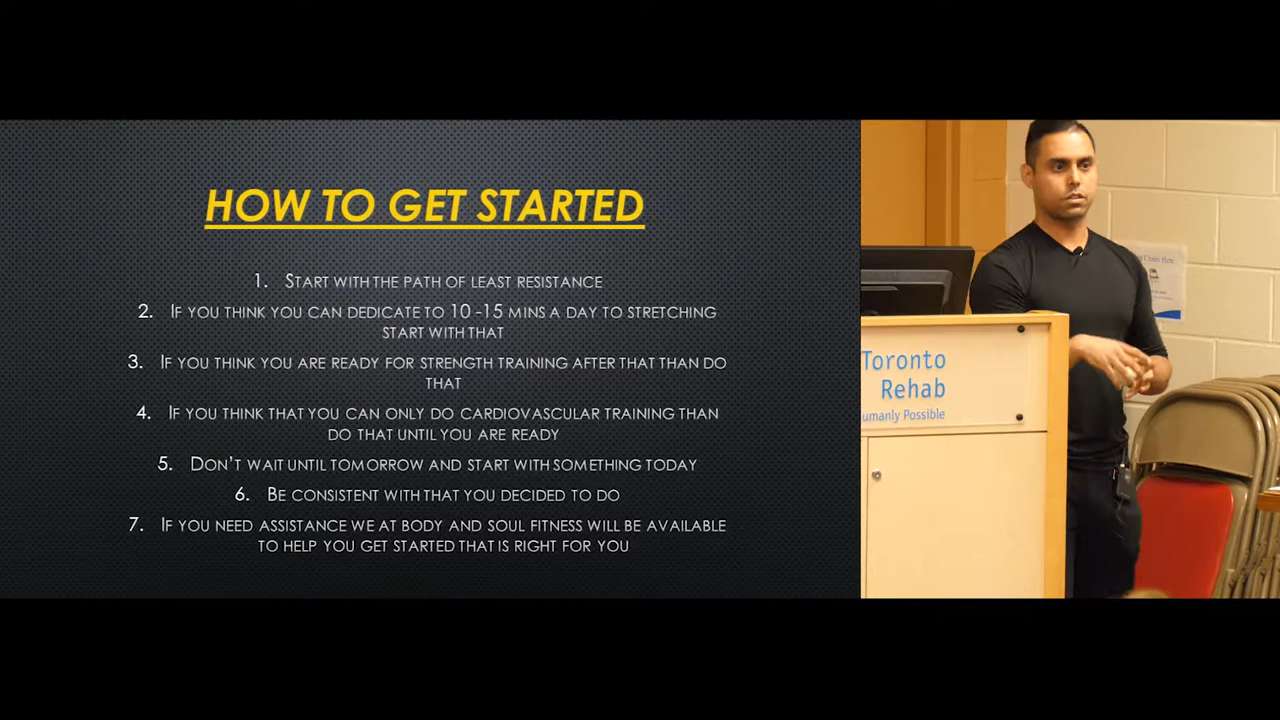 HOW TO GET STARTED
1. START WITH THE PATH OF LEAST RESISTANCE
2. IF YOU THINK YOU CAN DEDICATE TO 10 -15 MINS A DAY TO STRETCHING
START WITH THAT
3. IF YOU THINK YOU ARE READY FOR STRENGTH TRAINING AFTER THAT THAN DO
THAT
4. IF YOU THINK THAT YOU CAN ONLY DO CARDIOVASCULAR TRAINING THAN
DO THAT UNTIL YOU ARE READY
5. DON'T WAIT UNTIL TOMORROW AND START WITH SOMETHING TODAY
6. BE CONSISTENT WITH THAT YOU DECIDED TO DO
7. IF YOU NEED ASSISTANCE WE AT BODY AND SOUL FITNESS WILL BE AVAILABLE
TO HELP YOU GET STARTED THAT IS RIGHT FOR YOU
Toronto
Rehab
Possible
Chairs Here